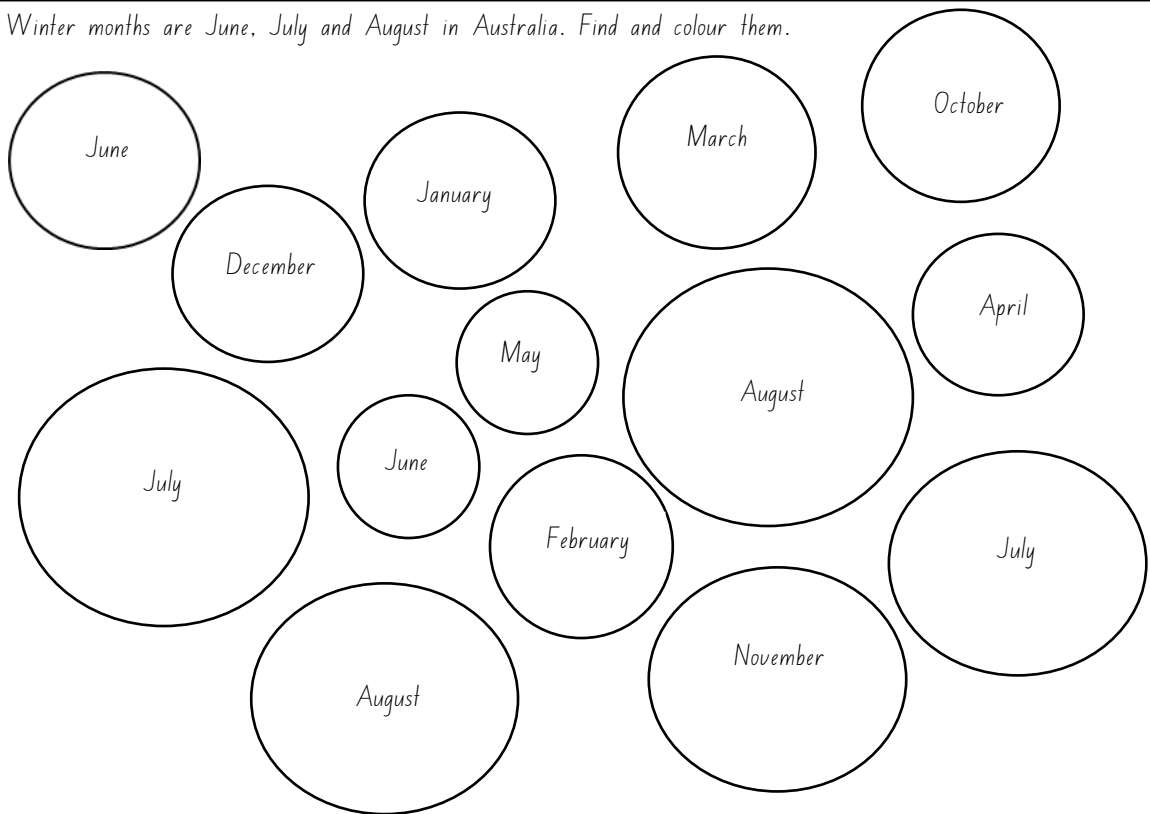 Winter months are June, July and August in Australia. Find and colour them.
October
March
June
January
December
April
May
August
June
July
February
July
November
August